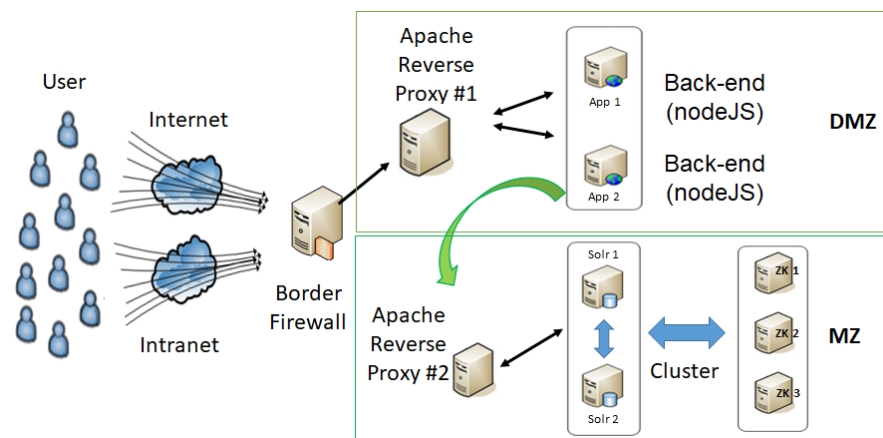 User
Internet
Intranet
Border
Firewall
Apache
Reverse
Proxy #1
App 1
App 2
Back-end
(nodeJS)
Back-end
(nodeJS)
DMZ
Apache
Reverse
Proxy #2
Solr 1
Solr 2
Cluster
ZK 1
ZK 2
ZK 3
MZ